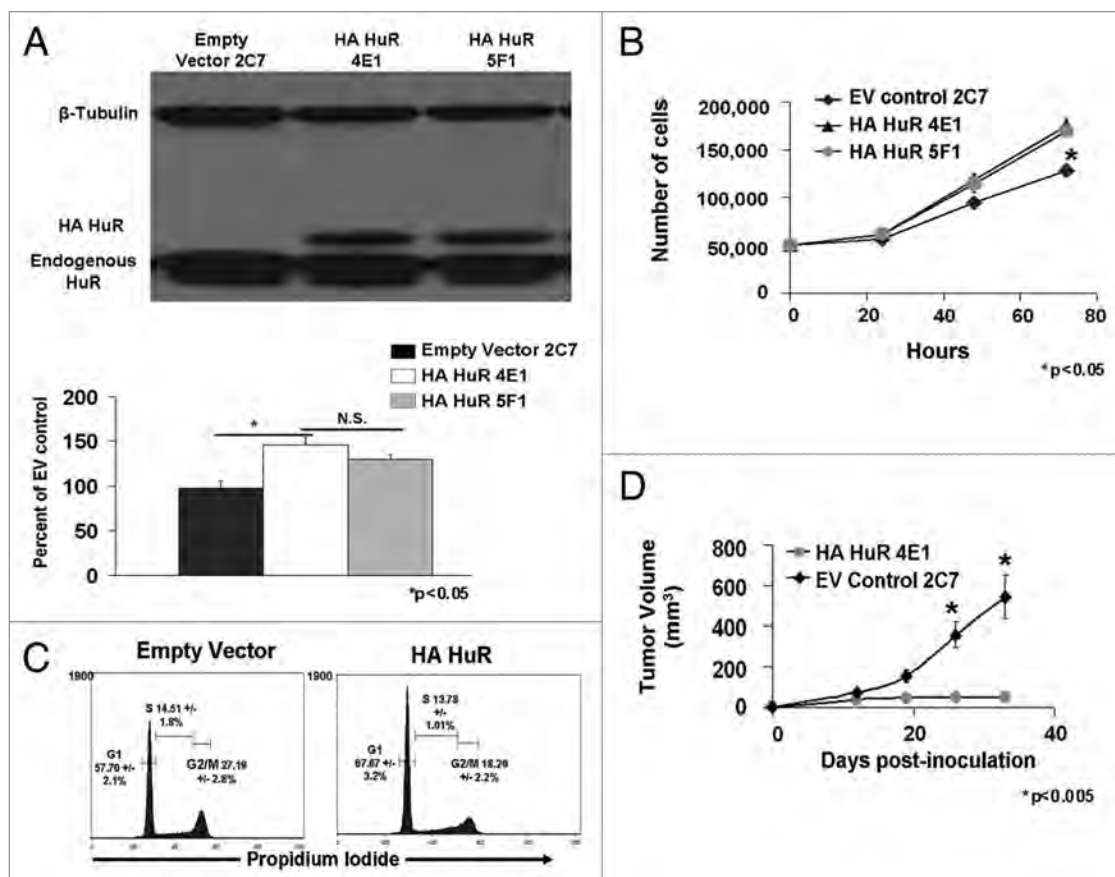 A
Empty
Vector 2C7
HA HuR
4E1
HA HuR
5F1
β-Tubulin
HA HuR
Endogenous
HuR
Empty Vector 2C7
HA HuR 4E1
HA HuR 5F1
Percent of EV control
200
150
100
50
0
*
N.S.
*p<0.05
B
EV control 2C7
HA HuR 4E1
HA HuR 5F1
Number of cells
200,000
150,000
100,000
50,000
0
*
0 20 40 60 80
Hours
*p<0.05
C
Empty Vector
1900
S 14.51 +/-
1.8%
G1
57.70 +/-
2.1%
G2/M 27.19
+/- 2.8%
HA HuR
1900
S 13.78
+/-
1.01%
G1
67.87 +/-
3.2%
G2/M 18.20
+/- 2.2%
Propidium Iodide
D
HA HuR 4E1
EV Control 2C7
Tumor Volume
(mm³)
800
600
400
200
0
*
*
0 20 40
Days post-inoculation
*p<0.005